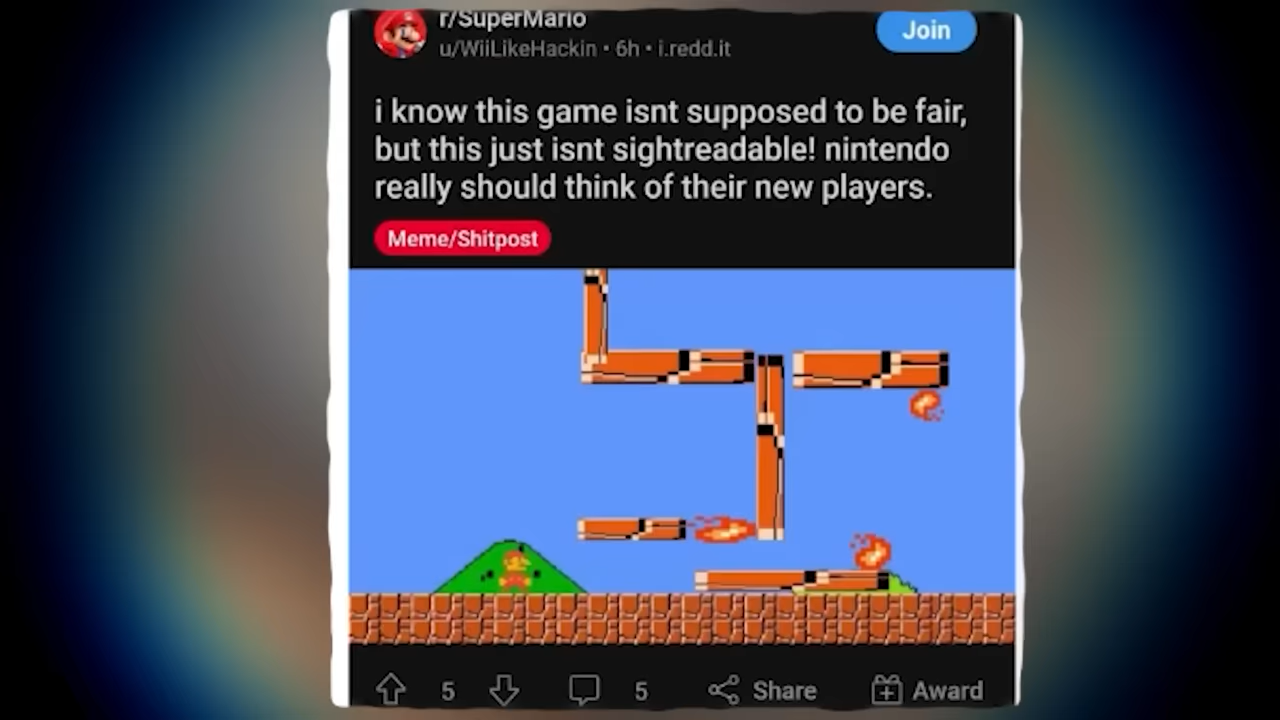 r/SuperMario
u/WiiLikeHackin • 6h • i.redd.it
Join
i know this game isnt supposed to be fair,
but this just isnt sightreadable! nintendo
really should think of their new players.
Meme/Shitpost
5
5
Share
Award